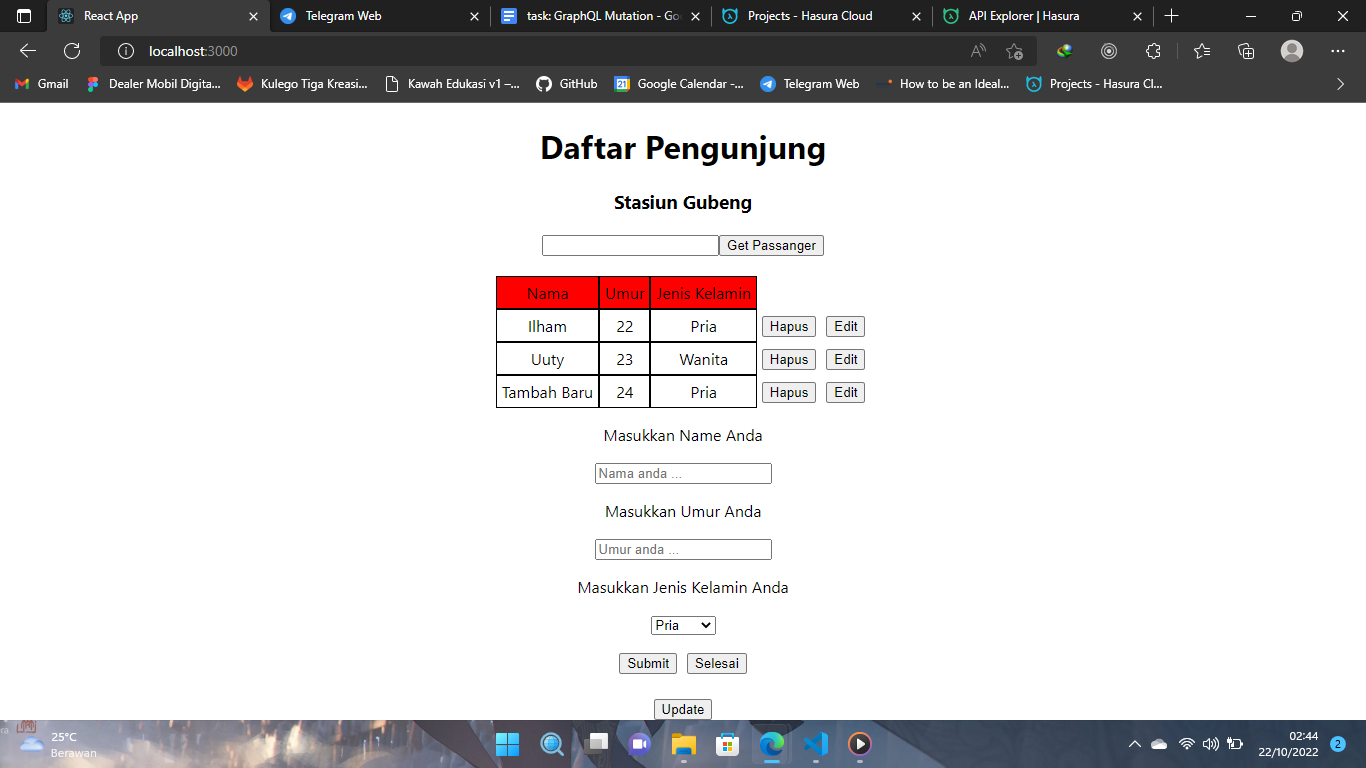 React App
Telegram Web
task: GraphQL Mutation - Goo
Projects - Hasura Cloud
API Explorer | Hasura
localhost:3000
Gmail
Dealer Mobil Digita...
Kulego Tiga Kreasi...
Kawah Edukasi v1 –...
GitHub
Google Calendar -...
Telegram Web
How to be an Ideal...
Projects - Hasura Cl...
Daftar Pengunjung
Stasiun Gubeng
Get Passanger
Nama Umur Jenis Kelamin
Ilham 22 Pria Hapus Edit
Uuty 23 Wanita Hapus Edit
Tambah Baru 24 Pria Hapus Edit
Masukkan Name Anda
Nama anda ...
Masukkan Umur Anda
Umur anda ...
Masukkan Jenis Kelamin Anda
Pria
Submit Selesai
Update
25°C
Berawan
02:44
22/10/2022
2